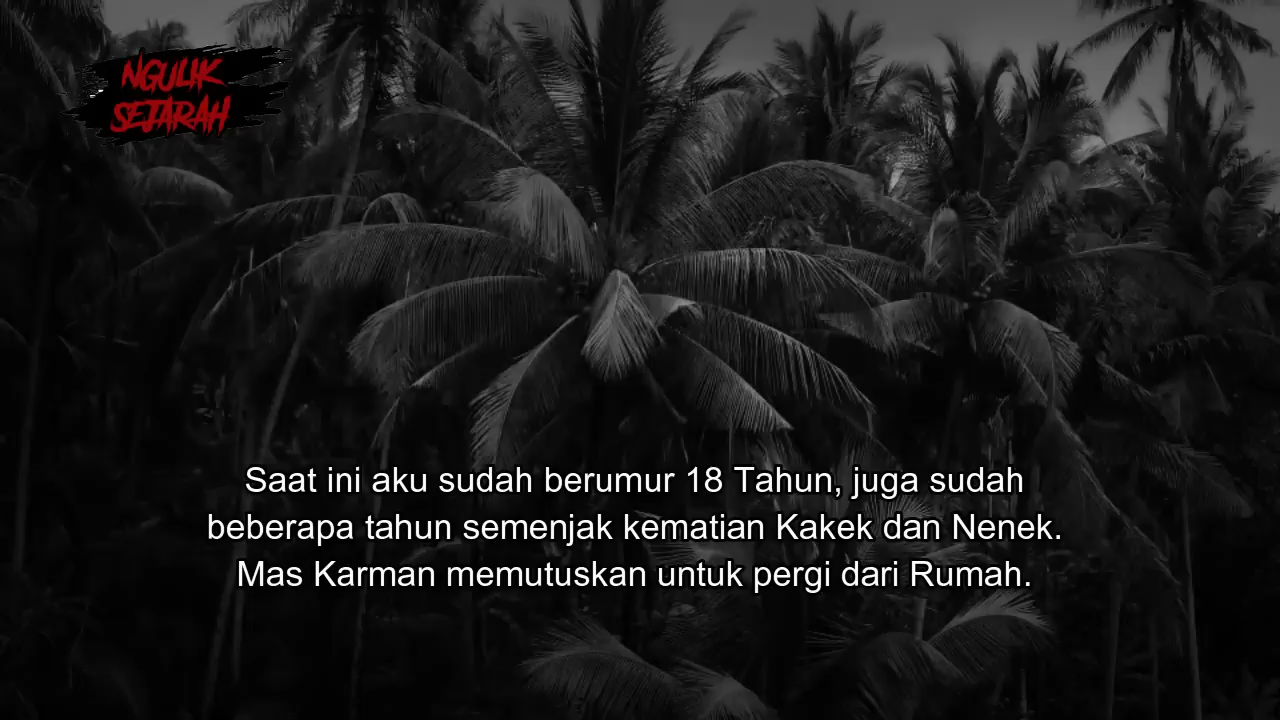 NGULIK
SEJARAH
Saat ini aku sudah berumur 18 Tahun, juga sudah
beberapa tahun semenjak kematian Kakek dan Nenek.
Mas Karman memutuskan untuk pergi dari Rumah.